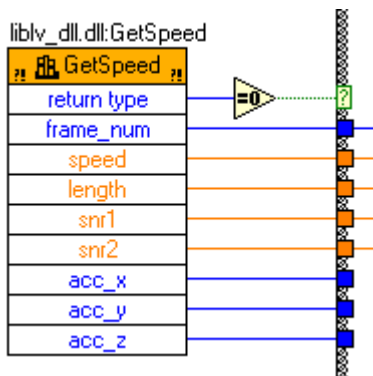 liblv_dll.dll:GetSpeed
?! GetSpeed ?!
return type
=0
?
frame_num
speed
length
snr1
snr2
acc_x
acc_y
acc_z